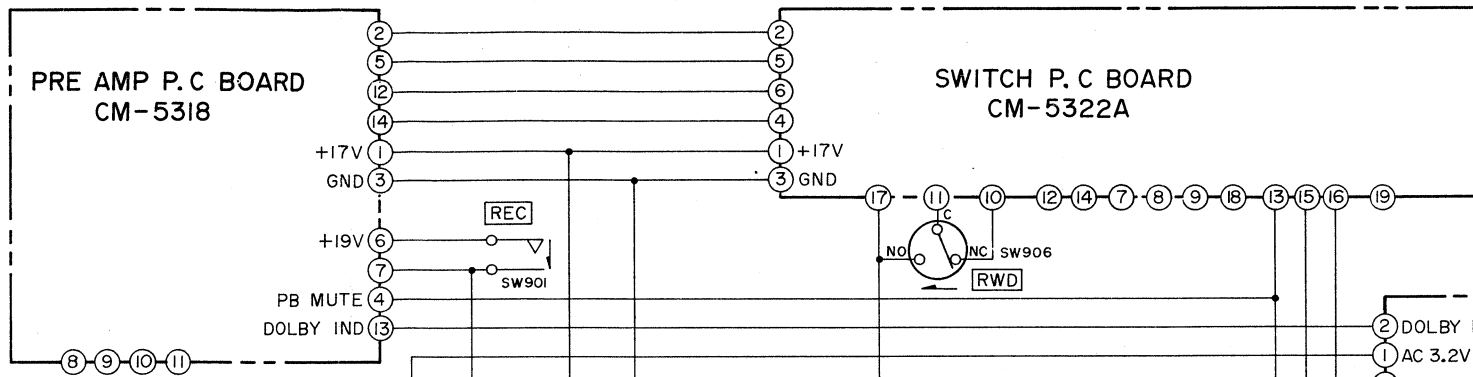 2 2
5 5
PRE AMP P.C BOARD SWITCH P.C BOARD
12 6
CM-5318 CM-5322A
14 4
+17V 1 1 +17V
GND 3 3 GND
17 11 10 12 14 7 8 9 18 13 15 16 19
REC C
+19V 6 NO NC SW906
7 SW901 RWD
PB MUTE 4
DOLBY IND 13 2 DOLBY
8 9 10 11 1 AC 3.2V